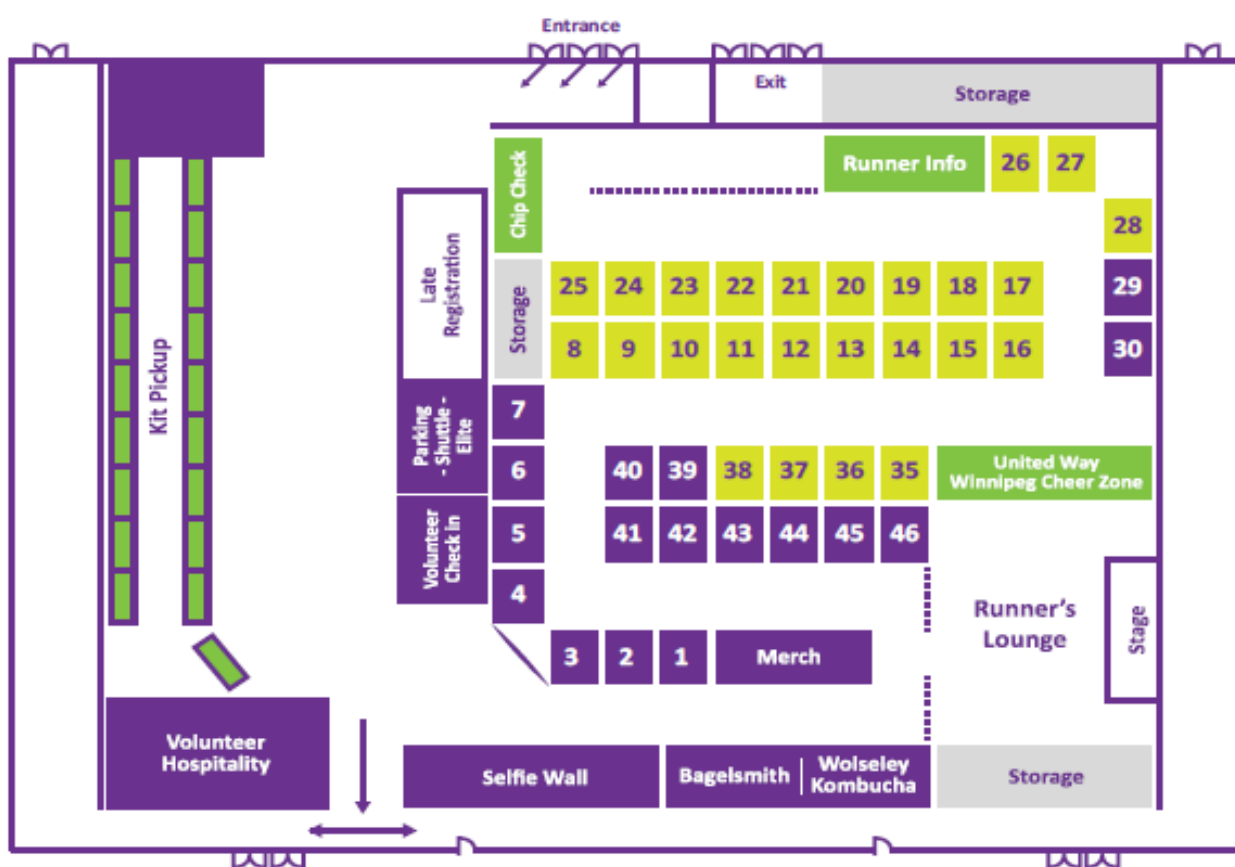 Entrance
Exit
Storage
Chip Check
Runner Info
26
27
28
Late
Registration
Storage
25
24
23
22
21
20
19
18
17
29
8
9
10
11
12
13
14
15
16
30
Kit Pickup
Parking
- Shuttle -
Elite
7
6
40
39
38
37
36
35
United Way
Winnipeg Cheer Zone
Volunteer
Check in
5
41
42
43
44
45
46
4
Runner's
Lounge
Stage
3
2
1
Merch
Volunteer
Hospitality
Selfie Wall
Bagelsmith
Wolseley
Kombucha
Storage